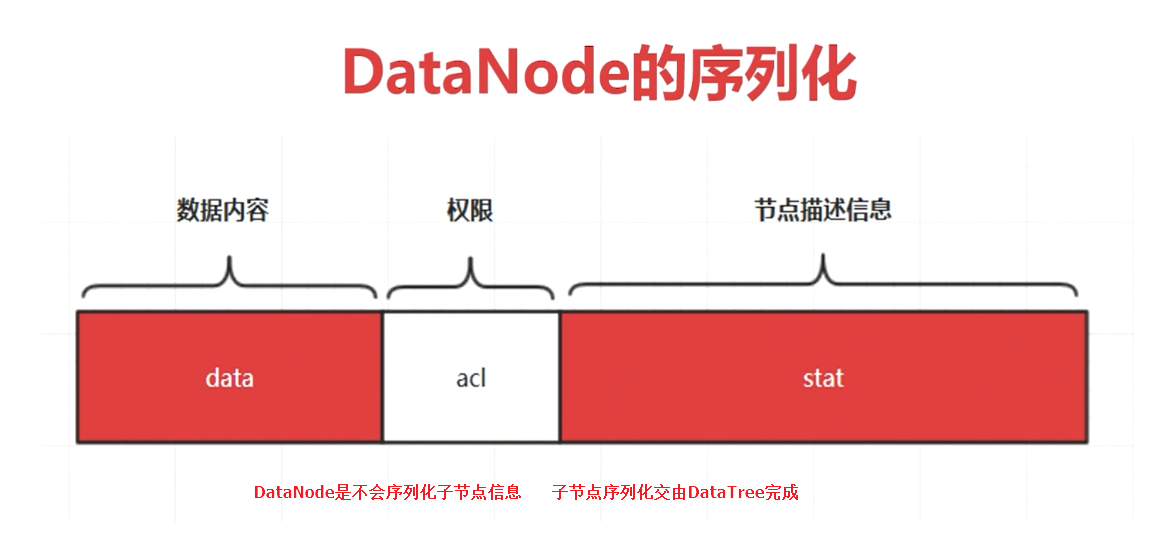 DataNode的序列化
数据内容
权限
节点描述信息
data
acl
stat
DataNode是不会序列化子节点信息 子节点序列化交由DataTree完成